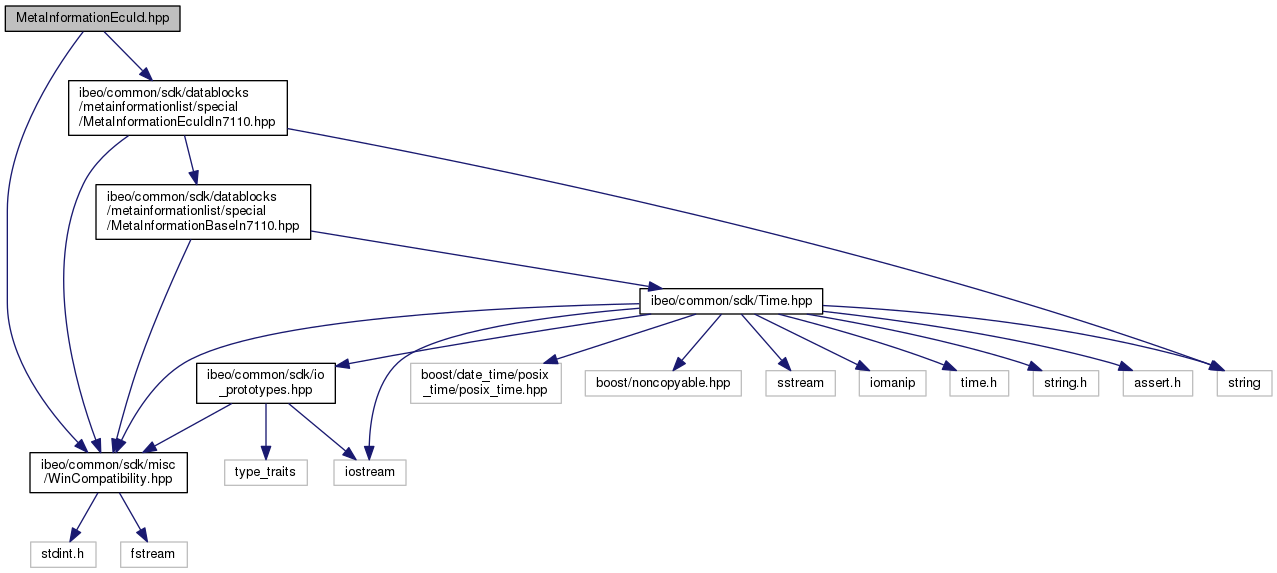 MetaInformationEcuId.hpp
ibeo/common/sdk/datablocks
/metainformationlist/special
/MetaInformationEcuIdIn7110.hpp
ibeo/common/sdk/datablocks
/metainformationlist/special
/MetaInformationBaseIn7110.hpp
ibeo/common/sdk/Time.hpp
ibeo/common/sdk/io
_prototypes.hpp
boost/date_time/posix
_time/posix_time.hpp
boost/noncopyable.hpp
sstream
iomanip
time.h
string.h
assert.h
string
ibeo/common/sdk/misc
/WinCompatibility.hpp
type_traits
iostream
stdint.h
fstream